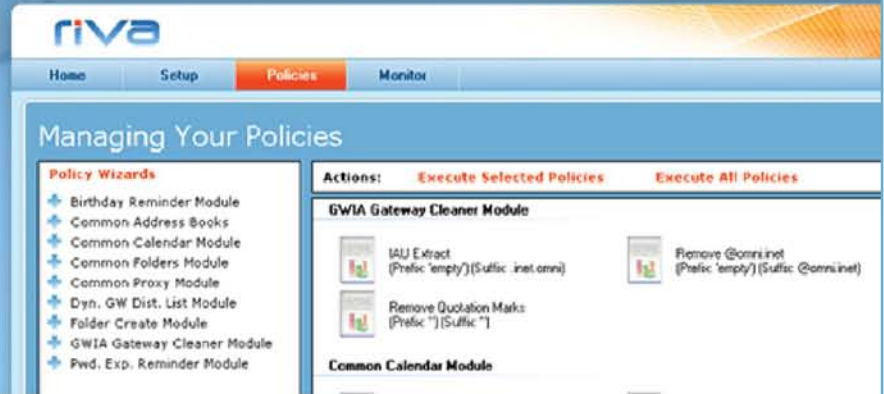 riva
Home Setup Policies Monitor
Managing Your Policies
Policy Wizards
Birthday Reminder Module
Common Address Books
Common Calendar Module
Common Folders Module
Common Proxy Module
Dyn. GW Dist. List Module
Folder Create Module
GWIA Gateway Cleaner Module
Pwd. Exp. Reminder Module
Actions: Execute Selected Policies Execute All Policies
GWIA Gateway Cleaner Module
IAU Extract
(Prefix 'empty') (Suffix .inet.omni)
Remove @omni.inet
(Prefix 'empty') (Suffix @omni.inet)
Remove Quotation Marks
(Prefix '') (Suffix '')
Common Calendar Module